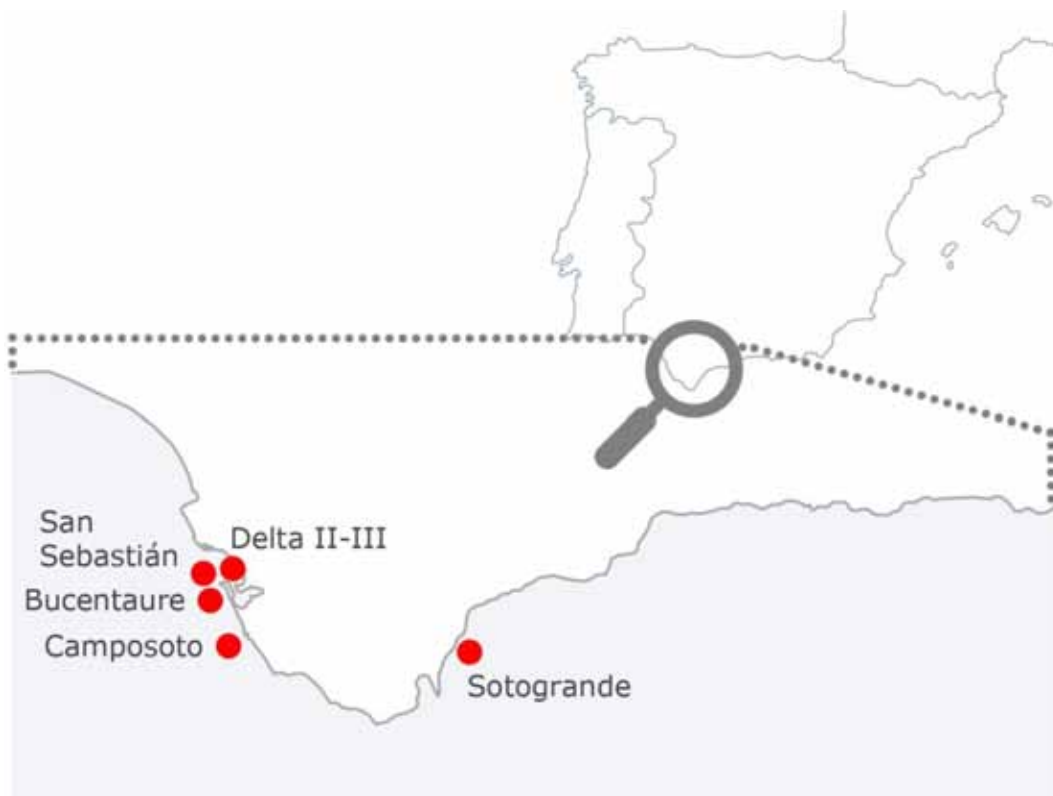 San
Sebastián
Delta II-III
Bucentaure
Camposoto
Sotogrande